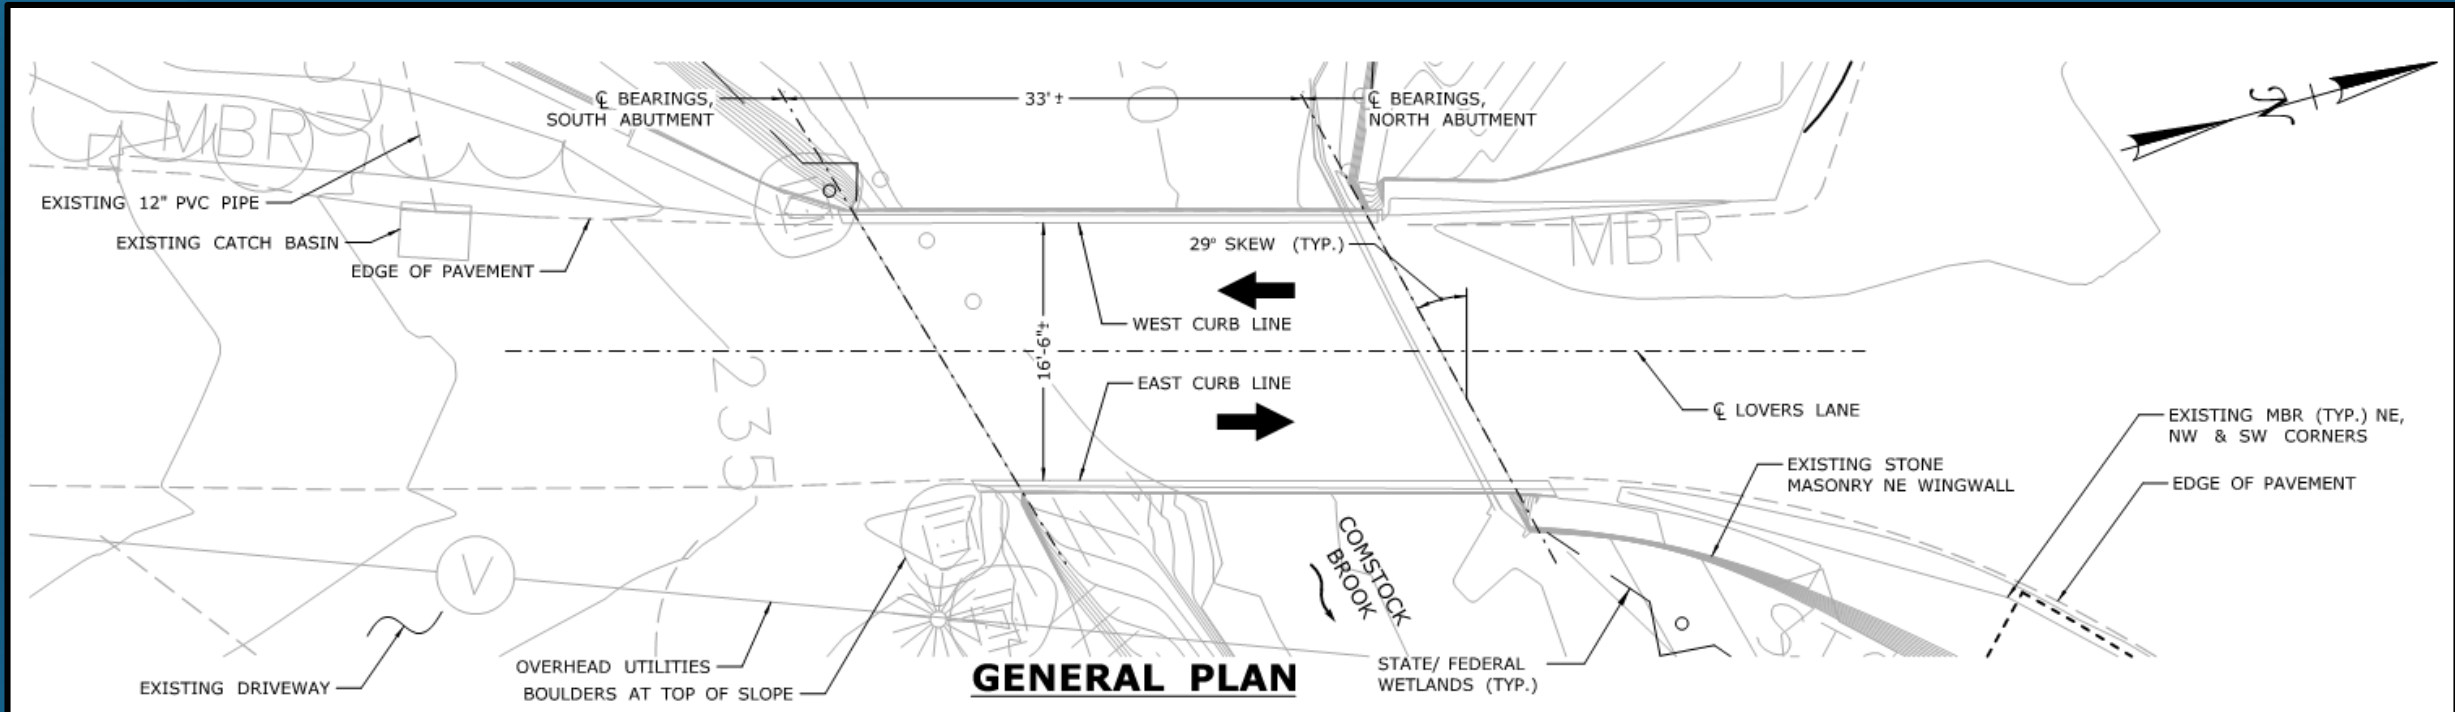 ℄ BEARINGS,
SOUTH ABUTMENT
33'±
℄ BEARINGS,
NORTH ABUTMENT
N
MBR
EXISTING 12" PVC PIPE
EXISTING CATCH BASIN
EDGE OF PAVEMENT
29° SKEW (TYP.)
MBR
WEST CURB LINE
16'-6"±
EAST CURB LINE
235
℄ LOVERS LANE
EXISTING MBR (TYP.) NE,
NW & SW CORNERS
EXISTING STONE
MASONRY NE WINGWALL
EDGE OF PAVEMENT
COMSTOCK
BROOK
V
OVERHEAD UTILITIES
BOULDERS AT TOP OF SLOPE
EXISTING DRIVEWAY
GENERAL PLAN
STATE/ FEDERAL
WETLANDS (TYP.)